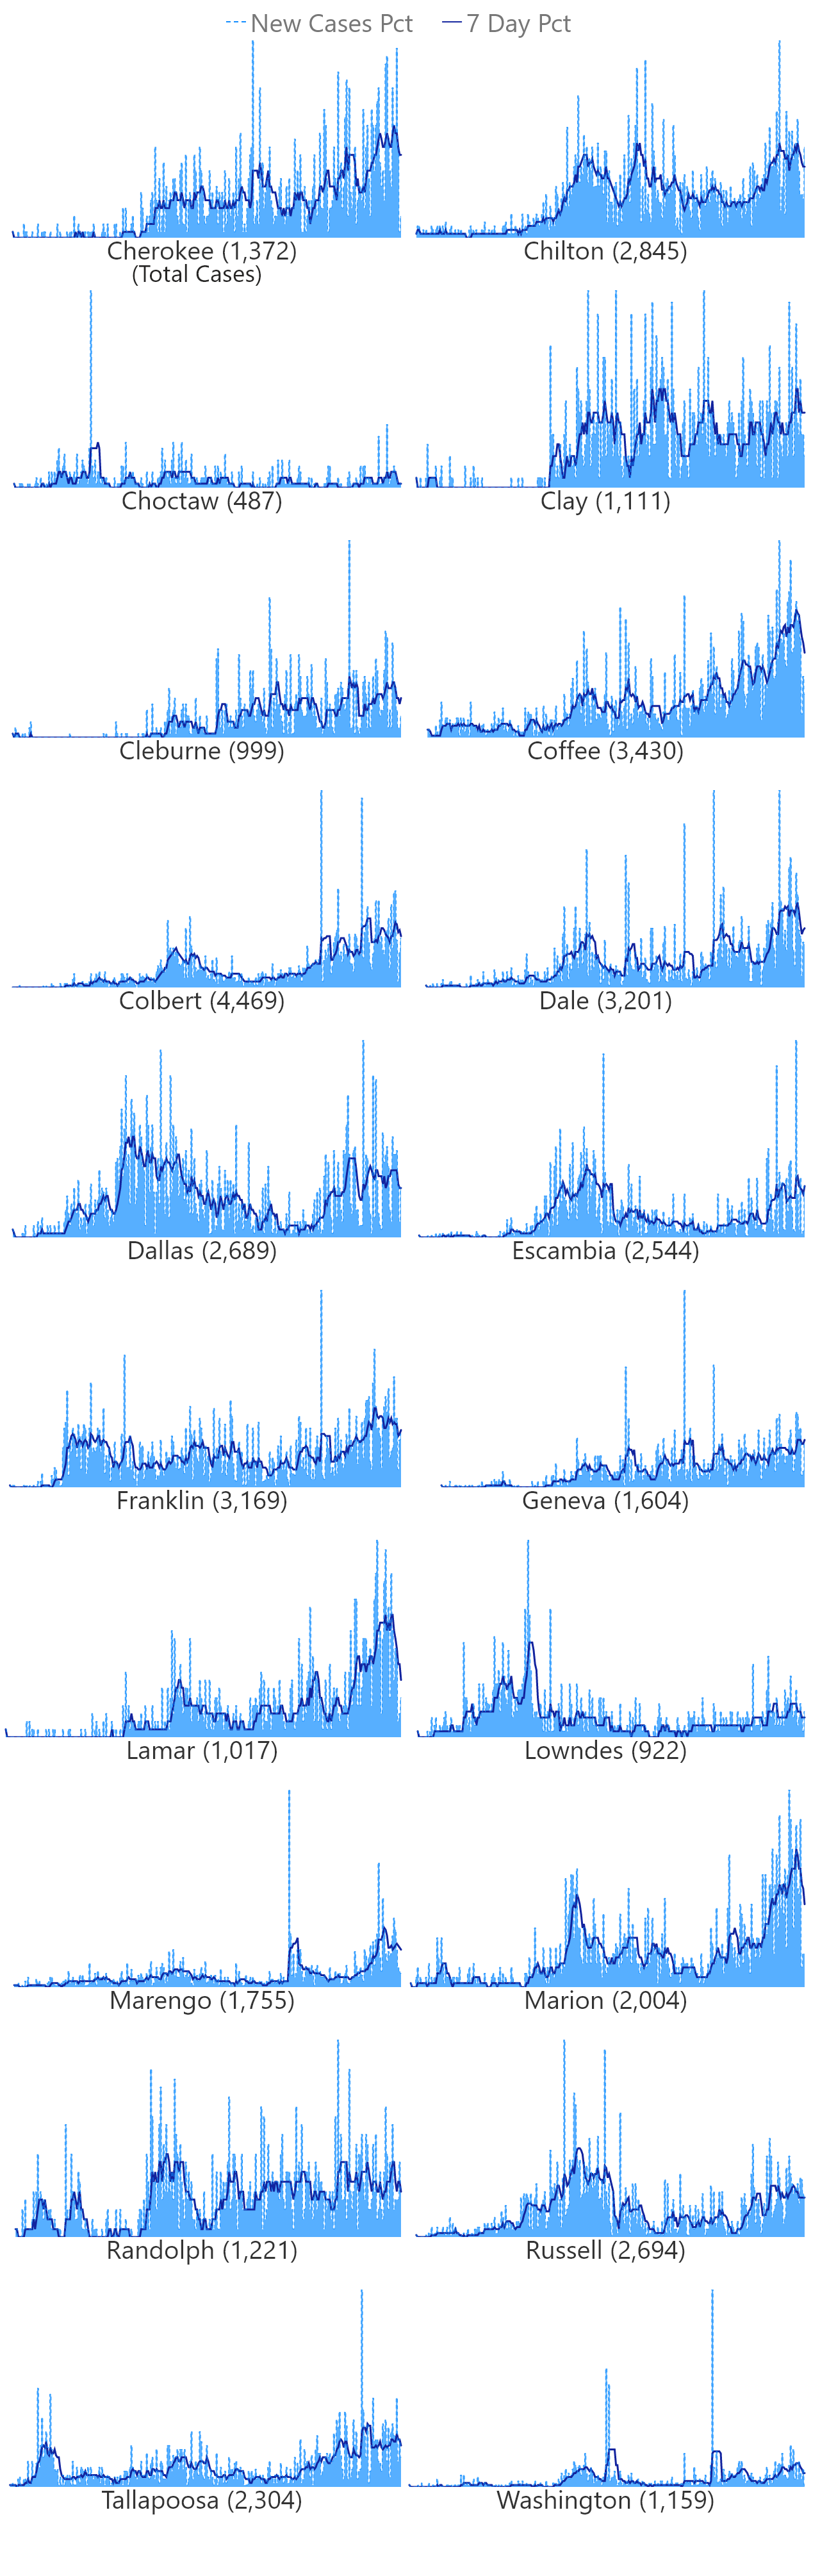 New Cases Pct 7 Day Pct
Cherokee (1,372) Chilton (2,845)
(Total Cases)
Choctaw (487) Clay (1,111)
Cleburne (999) Coffee (3,430)
Colbert (4,469) Dale (3,201)
Dallas (2,689) Escambia (2,544)
Franklin (3,169) Geneva (1,604)
Lamar (1,017) Lowndes (922)
Marengo (1,755) Marion (2,004)
Randolph (1,221) Russell (2,694)
Tallapoosa (2,304) Washington (1,159)